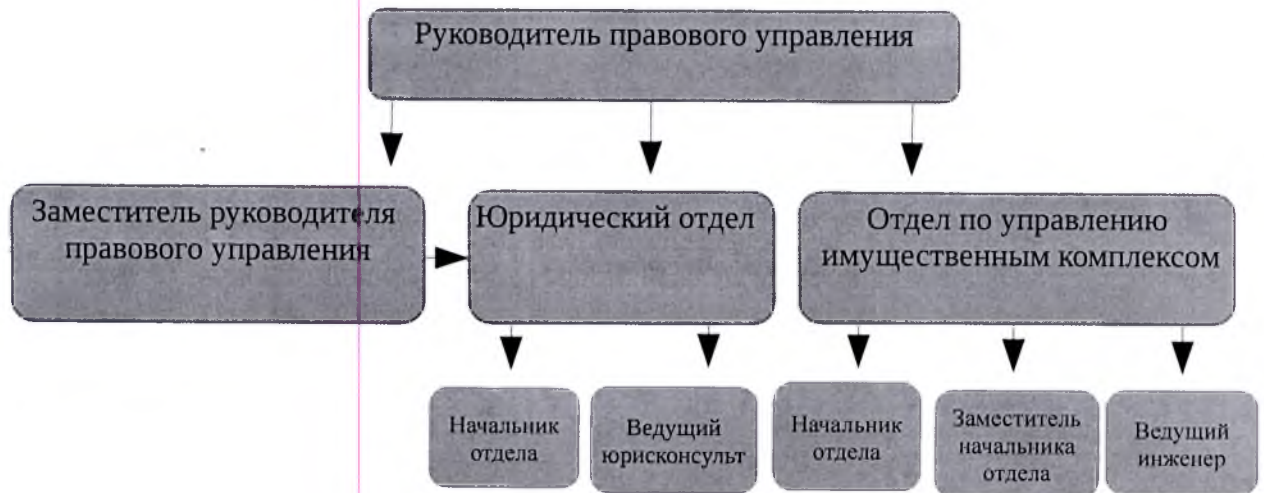 Руководитель правового управления
Заместитель руководителя
правового управления
Юридический отдел
Отдел по управлению
имущественным комплексом
Начальник
отдела
Ведущий
юрисконсульт
Начальник
отдела
Заместитель
начальника
отдела
Ведущий
инженер